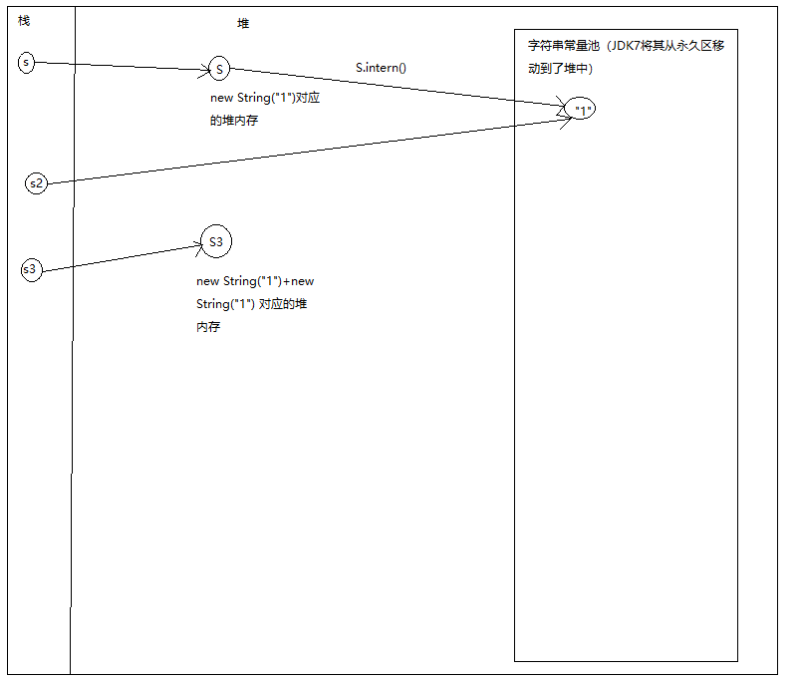 栈
堆
字符串常量池（JDK7将其从永久区移
动到了堆中）
s
S
S.intern()
"1"
new String("1")对应
的堆内存
s2
s3
S3
new String("1")+new
String("1") 对应的堆
内存